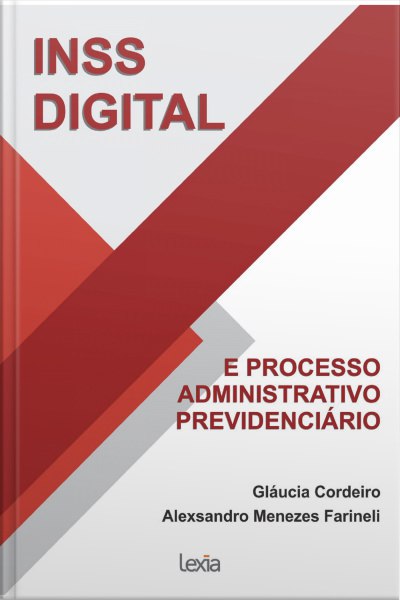 INSS
DIGITAL
E PROCESSO
ADMINISTRATIVO
PREVIDENCIÁRIO
Gláucia Cordeiro
Alexsandro Menezes Farineli
Lexia